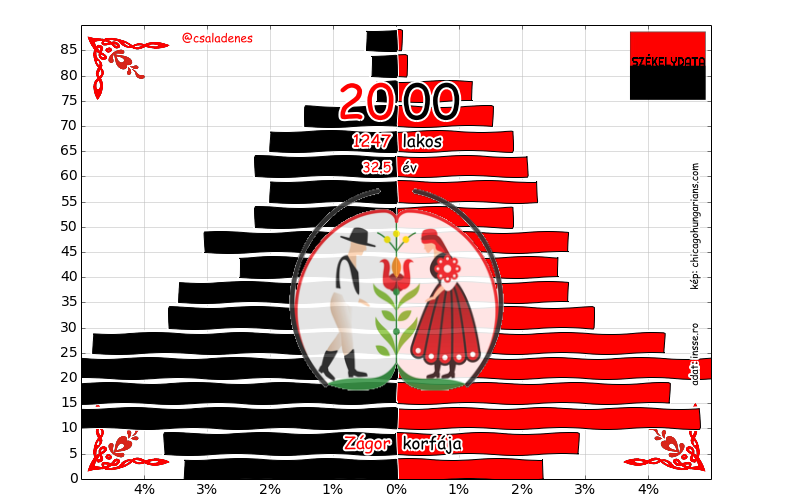 @csaladenes
SZÉKELYDATA
2000
1247 lakos
32.5 év
kép: chicagohungarians.com
adat: insse.ro
Zágor korfája
85
80
75
70
65
60
55
50
45
40
35
30
25
20
15
10
5
0
4% 3% 2% 1% 0% 1% 2% 3% 4%